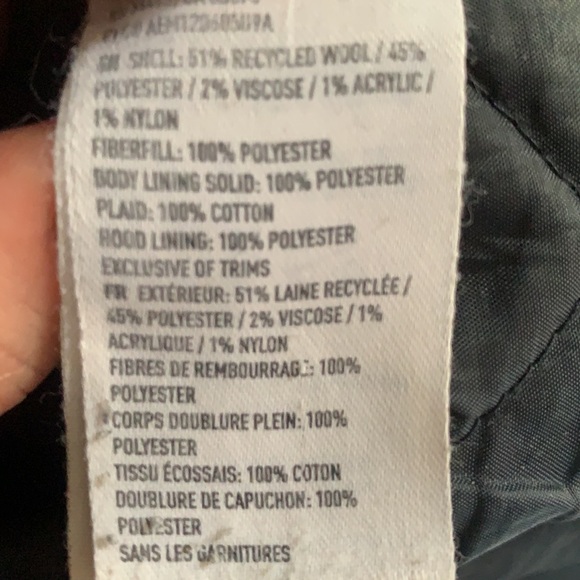 AEM120605U9A
EN SHELL: 51% RECYCLED WOOL / 45%
POLYESTER / 2% VISCOSE / 1% ACRYLIC /
1% NYLON
FIBERFILL: 100% POLYESTER
BODY LINING SOLID: 100% POLYESTER
PLAID: 100% COTTON
HOOD LINING: 100% POLYESTER
EXCLUSIVE OF TRIMS
FR EXTÉRIEUR: 51% LAINE RECYCLÉE /
45% POLYESTER / 2% VISCOSE / 1%
ACRYLIQUE / 1% NYLON
FIBRES DE REMBOURRAGE: 100%
POLYESTER
CORPS DOUBLURE PLEIN: 100%
POLYESTER
TISSU ÉCOSSAIS: 100% COTON
DOUBLURE DE CAPUCHON: 100%
POLYESTER
SANS LES GARNITURES